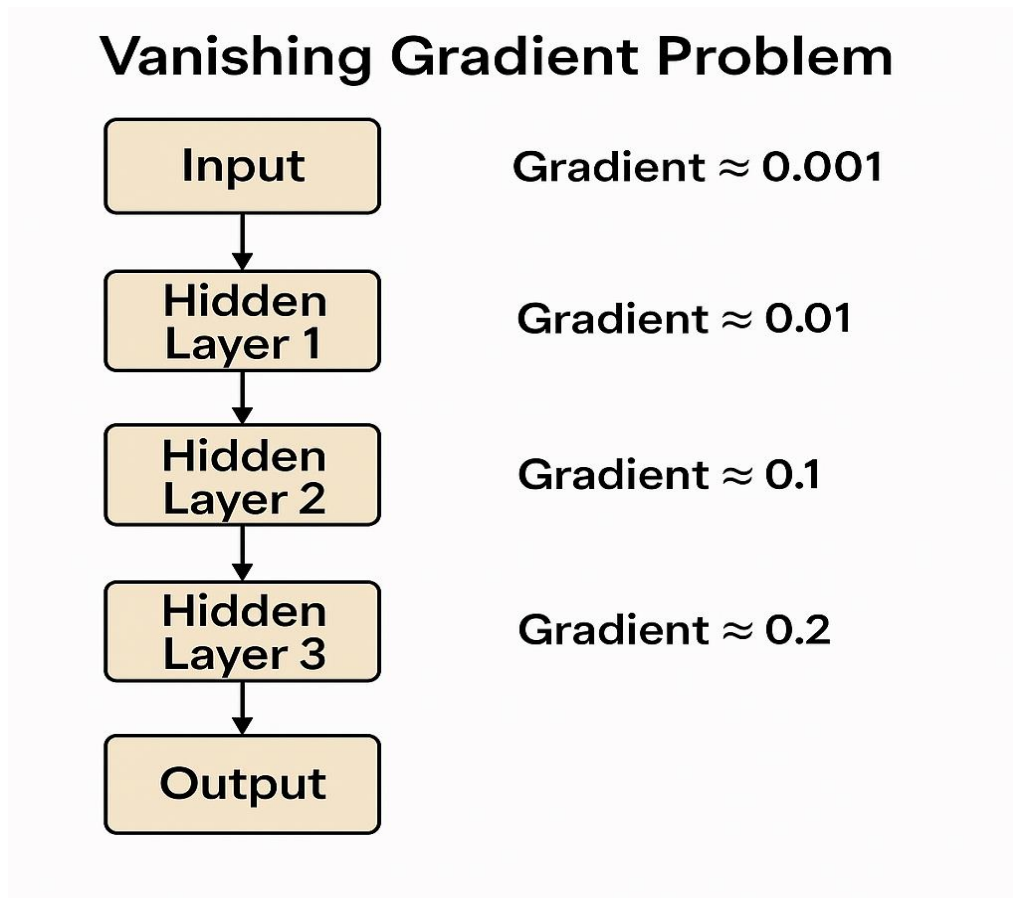 Vanishing Gradient Problem
Input
Gradient ≈ 0.001
Hidden
Layer 1
Gradient ≈ 0.01
Hidden
Layer 2
Gradient ≈ 0.1
Hidden
Layer 3
Gradient ≈ 0.2
Output